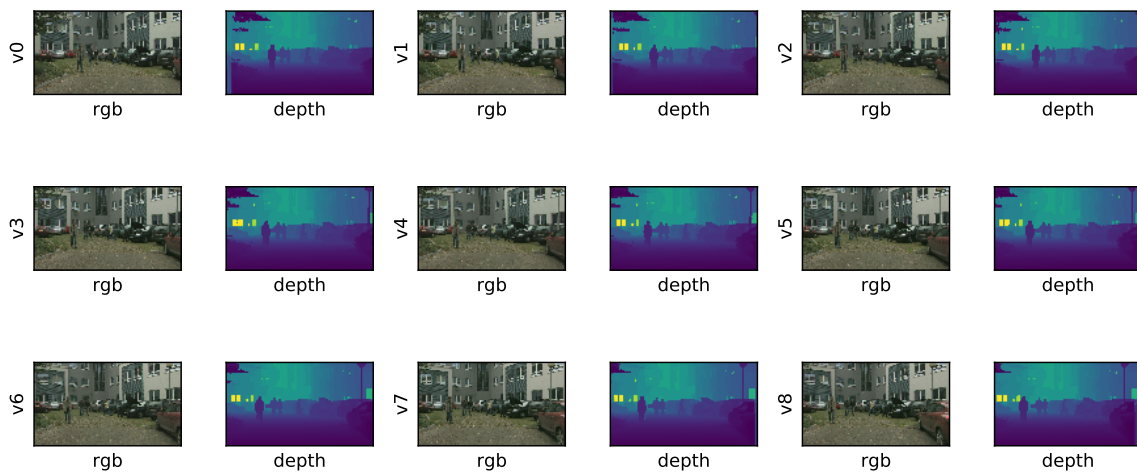 v0 rgb depth v1 rgb depth v2 rgb depth
v3 rgb depth v4 rgb depth v5 rgb depth
v6 rgb depth v7 rgb depth v8 rgb depth